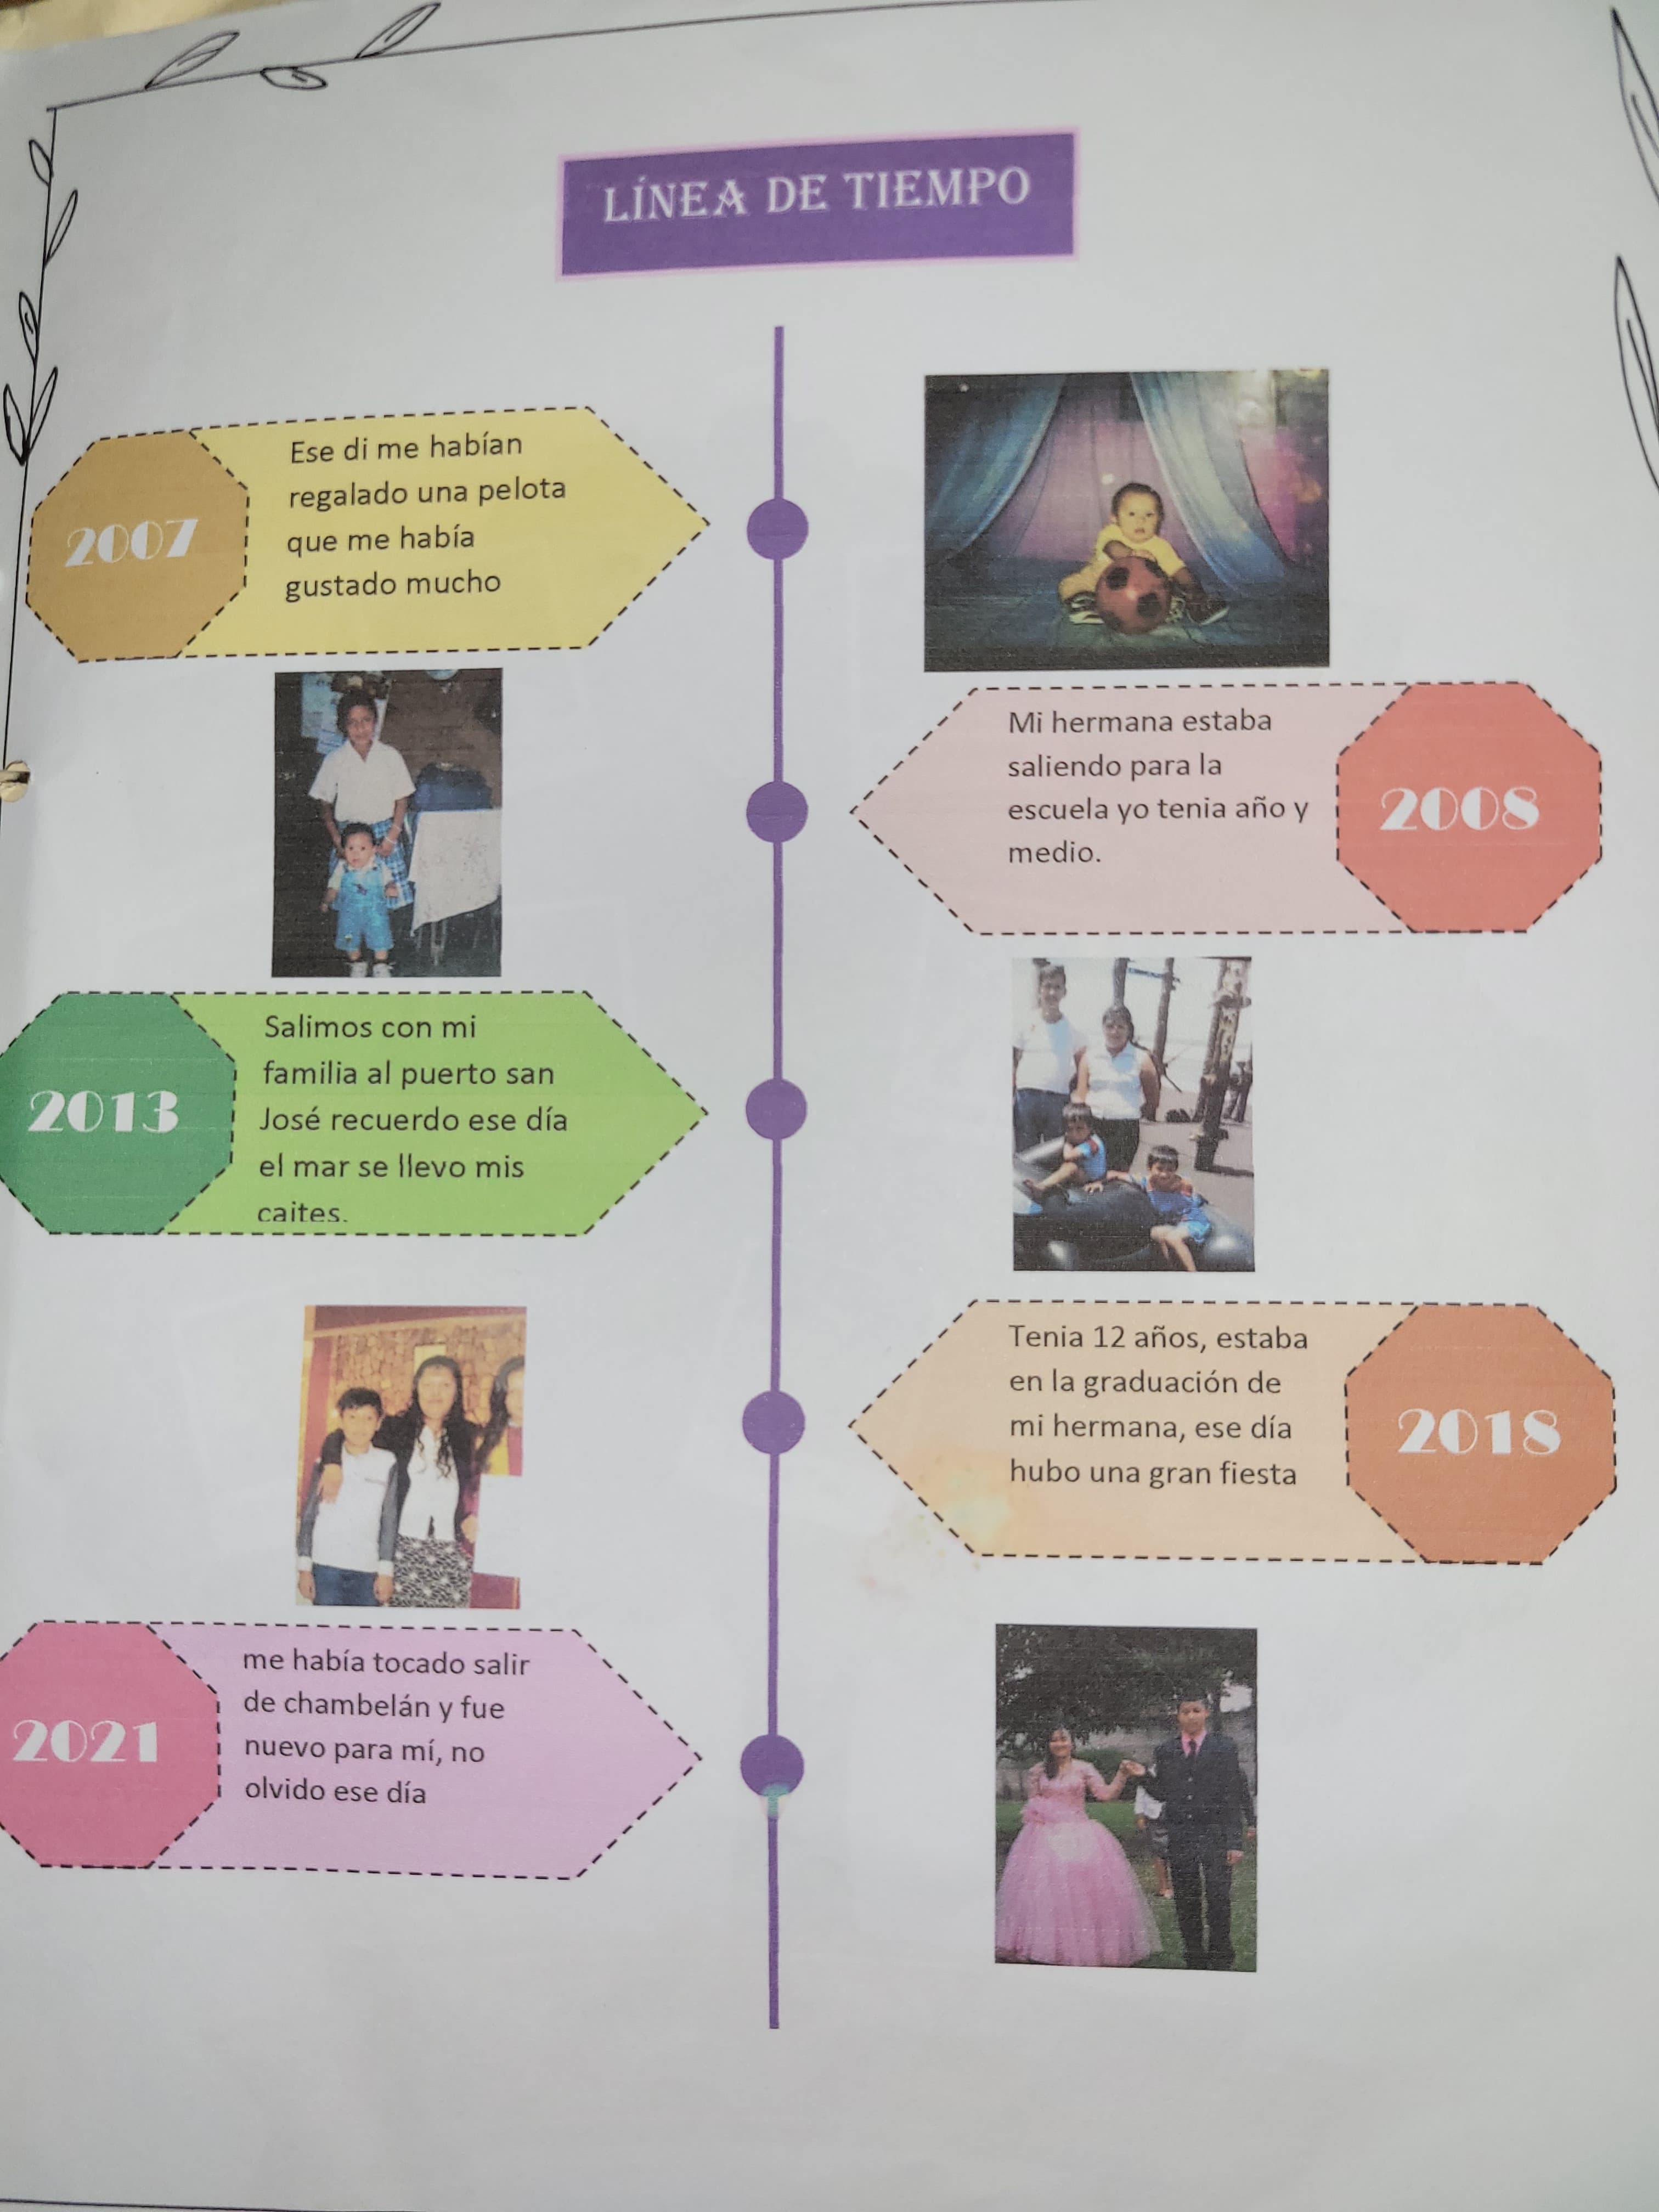 LÍNEA DE TIEMPO
2007
Ese di me habían
regalado una pelota
que me había
gustado mucho
2008
Mi hermana estaba
saliendo para la
escuela yo tenia año y
medio.
2013
Salimos con mi
familia al puerto san
José recuerdo ese día
el mar se llevo mis
caites.
2018
Tenia 12 años, estaba
en la graduación de
mi hermana, ese día
hubo una gran fiesta
2021
me había tocado salir
de chambelán y fue
nuevo para mí, no
olvido ese día